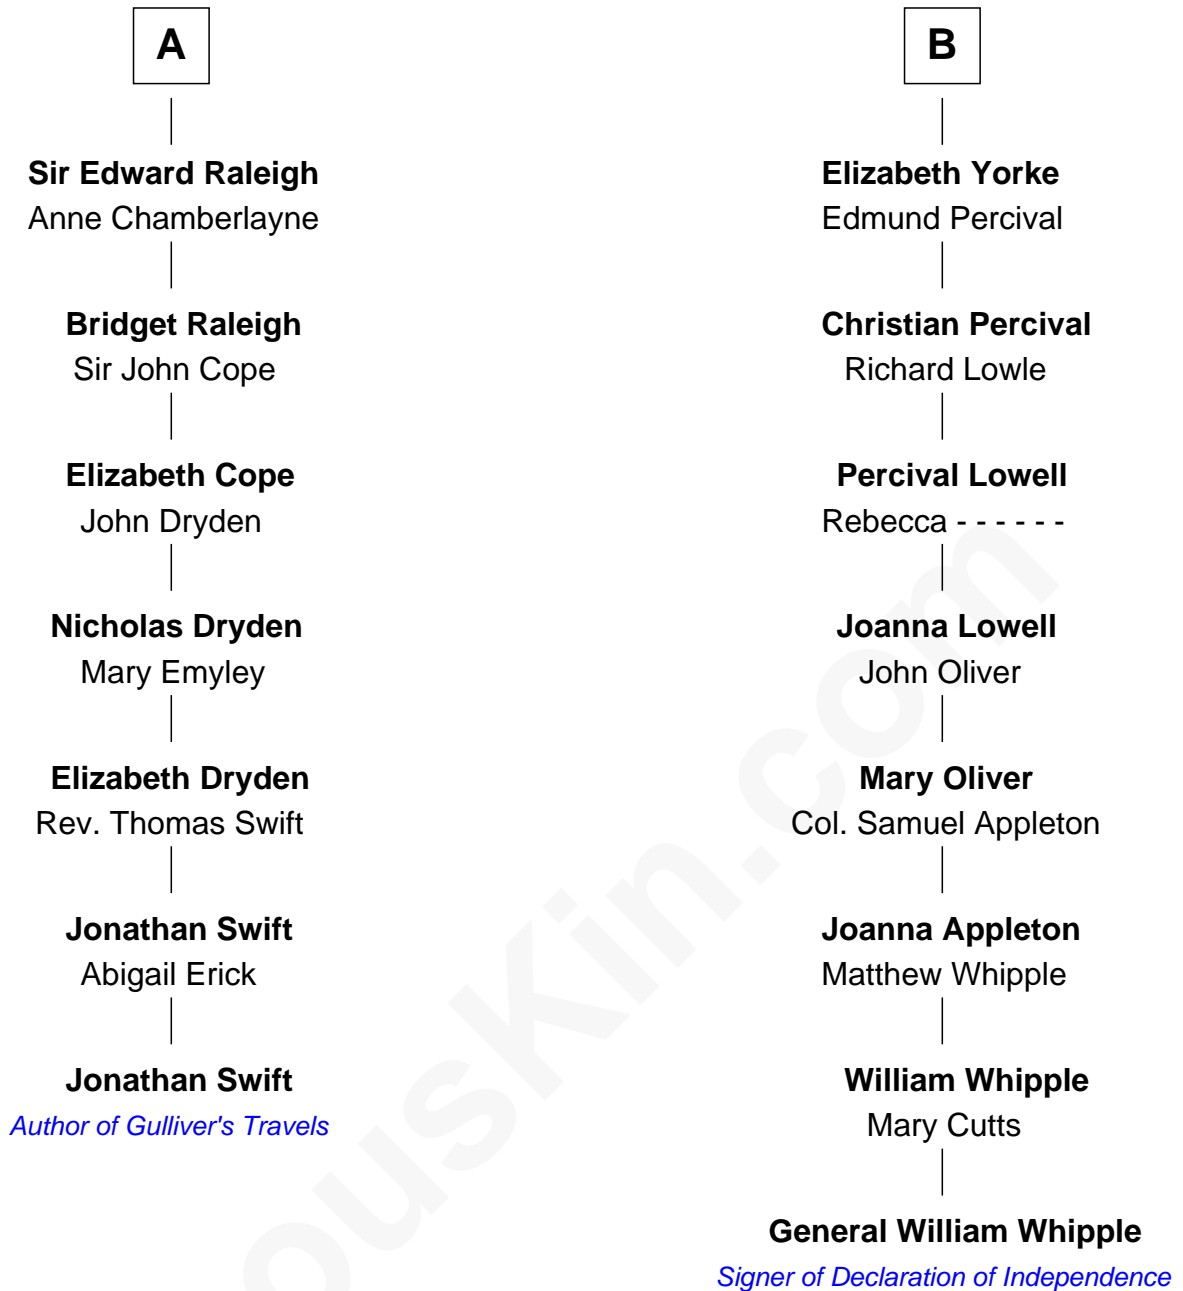 A
Sir Edward Raleigh
Anne Chamberlayne
Bridget Raleigh
Sir John Cope
Elizabeth Cope
John Dryden
Nicholas Dryden
Mary Emyley
Elizabeth Dryden
Rev. Thomas Swift
Jonathan Swift
Abigail Erick
Jonathan Swift
Author of Gulliver's Travels
B
Elizabeth Yorke
Edmund Percival
Christian Percival
Richard Lowle
Percival Lowell
Rebecca - - - - - -
Joanna Lowell
John Oliver
Mary Oliver
Col. Samuel Appleton
Joanna Appleton
Matthew Whipple
William Whipple
Mary Cutts
General William Whipple
Signer of Declaration of Independence
ousKin.com